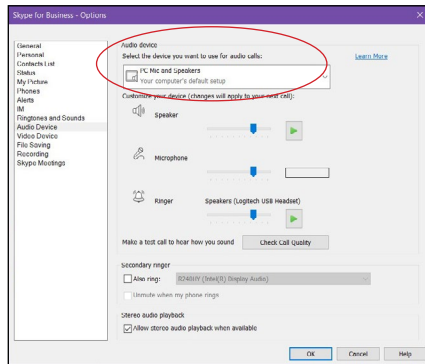 Skype for Business - Options
General
Personal
Contacts List
Status
My Picture
Phones
Alerts
IM
Ringtones and Sounds
Audio Device
Video Device
File Saving
Recording
Skype Meetings
Audio device
Select the device you want to use for audio calls:
Learn More
PC Mic and Speakers
Your computer's default setup
Customize your device (changes will apply to your next call):
Speaker
Microphone
Ringer
Speakers (Logitech USB Headset)
Make a test call to hear how you sound
Check Call Quality
Secondary ringer
Also ring:
R240HY (Intel(R) Display Audio)
Unmute when my phone rings
Stereo audio playback
Allow stereo audio playback when available
OK
Cancel
Help